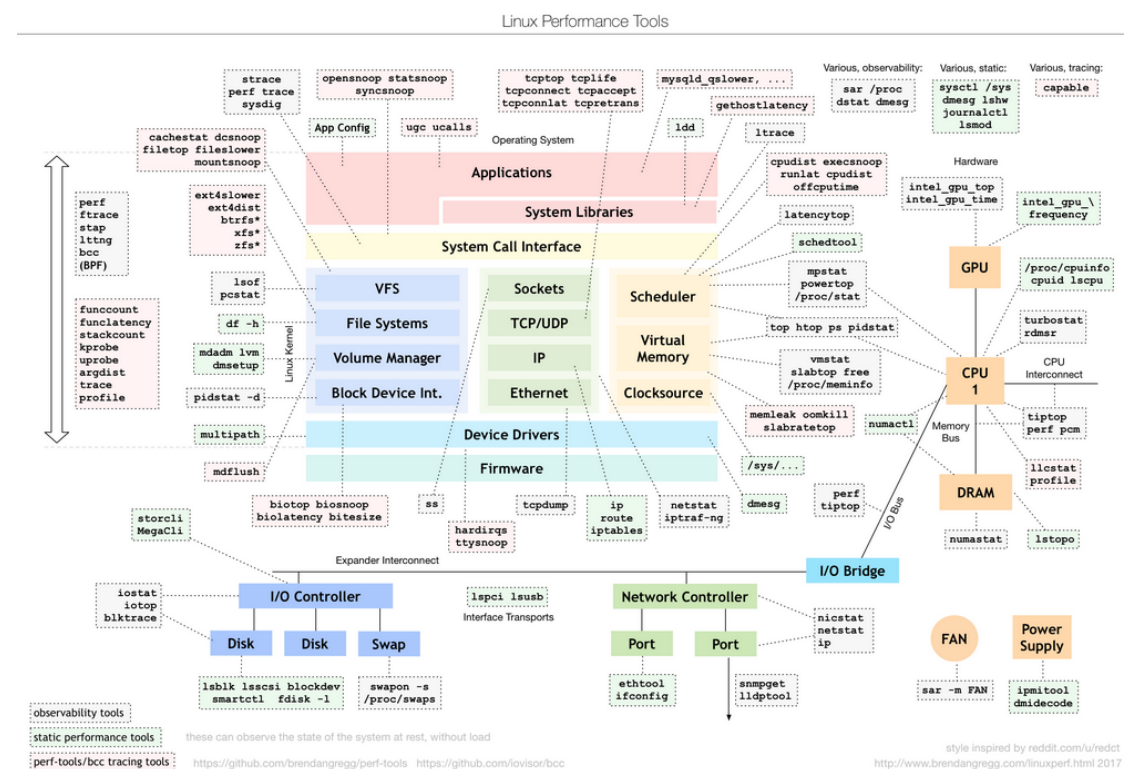 Linux Performance Tools
strace
perf trace
sysdig
opensnoop statsnoop
syncsnoop
tcptop tcplife
tcpconnect tcpaccept
tcpconnlat tcpretrans
mysqld_qslower, ...
gethostlatency
Various, observability:
sar /proc
dstat dmesg
Various, static:
sysctl /sys
dmesg lshw
journalctl
lsmod
Various, tracing:
capable
App Config
ugc ucalls
ldd
ltrace
Operating System
cachestat dcsnoop
filetop fileslower
mountsnoop
Applications
System Libraries
System Call Interface
cpudist execsnoop
runlat cpudist
offcputime
Hardware
intel_gpu_top
intel_gpu_time
intel_gpu_\
frequency
perf
ftrace
stap
lttng
bcc
(BPF)
ext4slower
ext4dist
btrfs*
xfs*
zfs*
latencytop
schedtool
GPU
lsof
pcstat
VFS
Sockets
Scheduler
mpstat
powertop
/proc/stat
/proc/cpuinfo
cpuid lscpu
funccount
funclatency
stackcount
kprobe
uprobe
argdist
trace
profile
df -h
Linux Kernel
File Systems
TCP/UDP
top htop ps pidstat
turbostat
rdmsr
mdadm lvm
dmsetup
Volume Manager
IP
Virtual
Memory
vmstat
slabtop free
/proc/meminfo
CPU
1
CPU
Interconnect
pidstat -d
Block Device Int.
Ethernet
Clocksource
memleak oomkill
slabratetop
numactl
Memory
Bus
tiptop
perf pcm
multipath
Device Drivers
mdflush
Firmware
/sys/...
llcstat
profile
DRAM
biotop biosnoop
biolatency bitesize
ss
hardirqs
ttysnoop
tcpdump
ip
route
iptables
netstat
iptraf-ng
dmesg
perf
tiptop
I/O Bus
numastat
lstopo
storcli
MegaCli
Expander Interconnect
I/O Bridge
iostat
iotop
blktrace
I/O Controller
lspci lsusb
Interface Transports
Network Controller
nicstat
netstat
ip
Disk
Disk
Swap
Port
Port
FAN
Power
Supply
lsblk lsscsi blockdev
smartctl fdisk -l
swapon -s
/proc/swaps
ethtool
ifconfig
snmpget
lldptool
sar -m FAN
ipmitool
dmidecode
observability tools
static performance tools
these can observe the state of the system at rest, without load
perf-tools/bcc tracing tools
https://github.com/brendangregg/perf-tools https://github.com/iovisor/bcc
style inspired by reddit.com/u/redct
http://www.brendangregg.com/linuxperf.html 2017